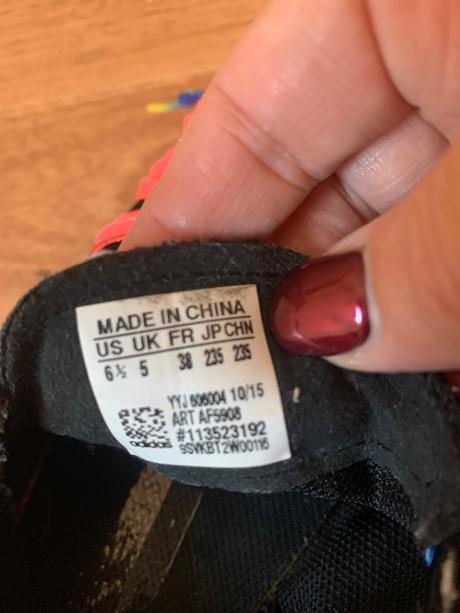 MADE IN CHINA
US UK FR JP CHN
6½ 5 38 235 235
YYJ 606004 10/15
ART AF5908
#113523192
adidas 9SVKBT2W00116